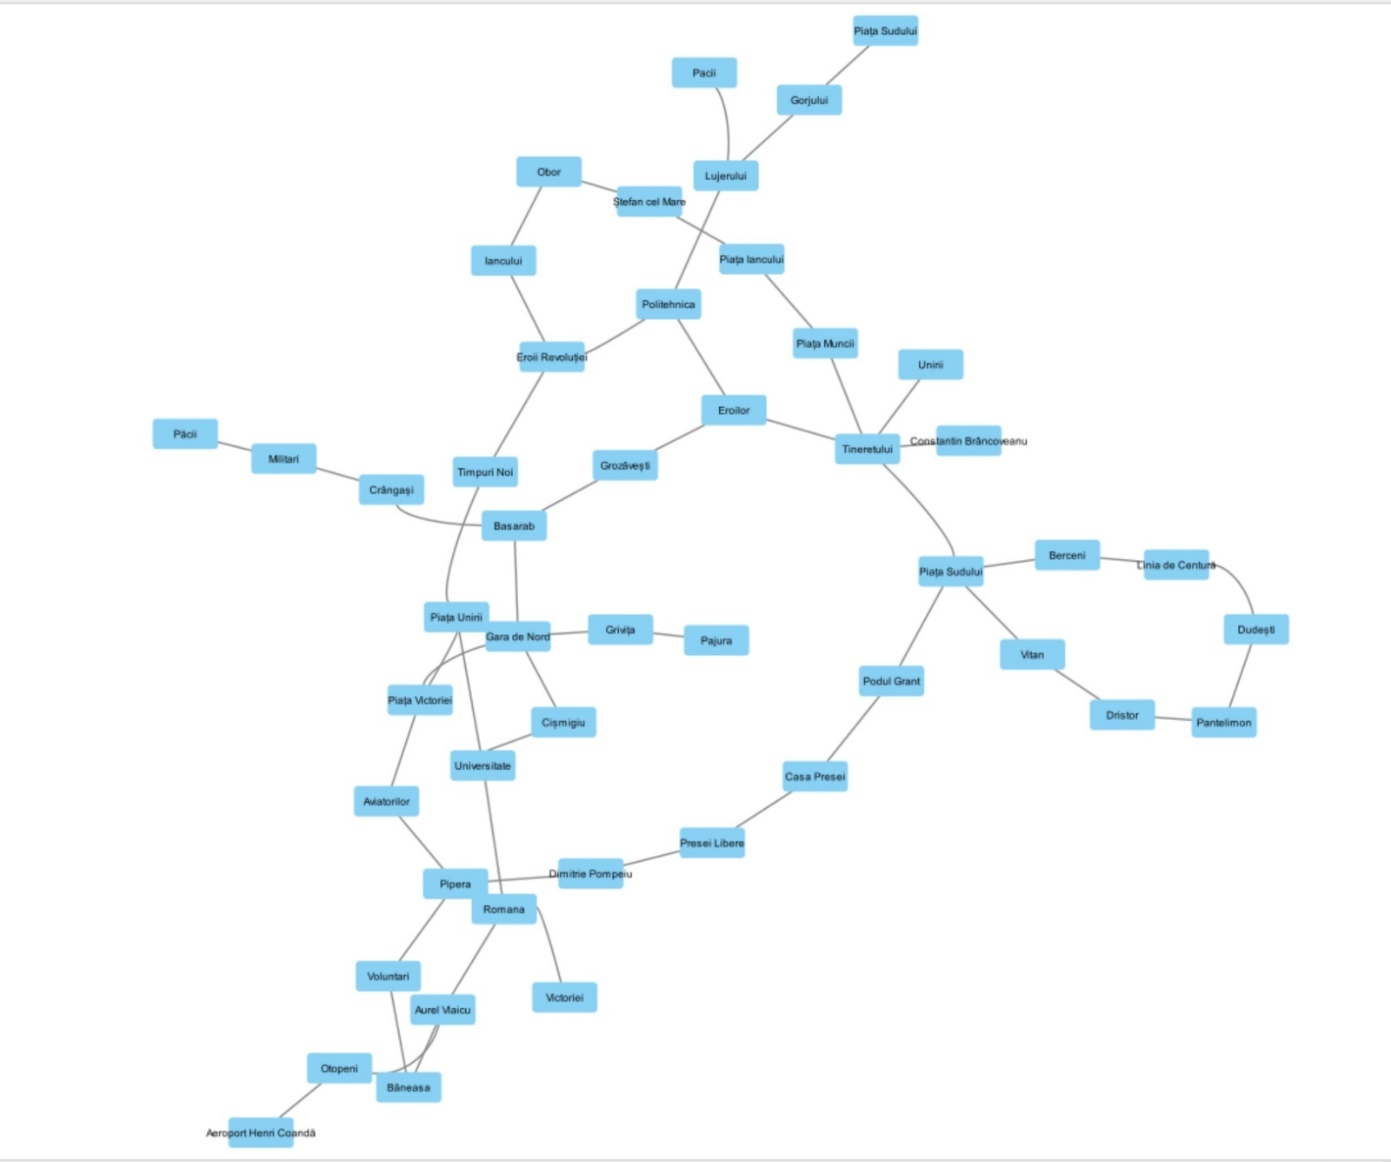 Piața Sudului
Pacii
Gorjului
Obor
Lujerului
Ștefan cel Mare
Iancului
Piața Iancului
Politehnica
Piața Muncii
Eroii Revoluției
Unirii
Eroilor
Păcii
Constantin Brâncoveanu
Tineretului
Militari
Grozăvești
Timpuri Noi
Crângași
Basarab
Berceni
Linia de Centură
Piața Sudului
Piața Unirii
Grivița
Dudești
Gara de Nord
Pajura
Vitan
Podul Grant
Piața Victoriei
Dristor
Cișmigiu
Pantelimon
Universitate
Casa Presei
Aviatorilor
Presei Libere
Dimitrie Pompeiu
Pipera
Romana
Voluntari
Victoriei
Aurel Vlaicu
Otopeni
Băneasa
Aeroport Henri Coandă